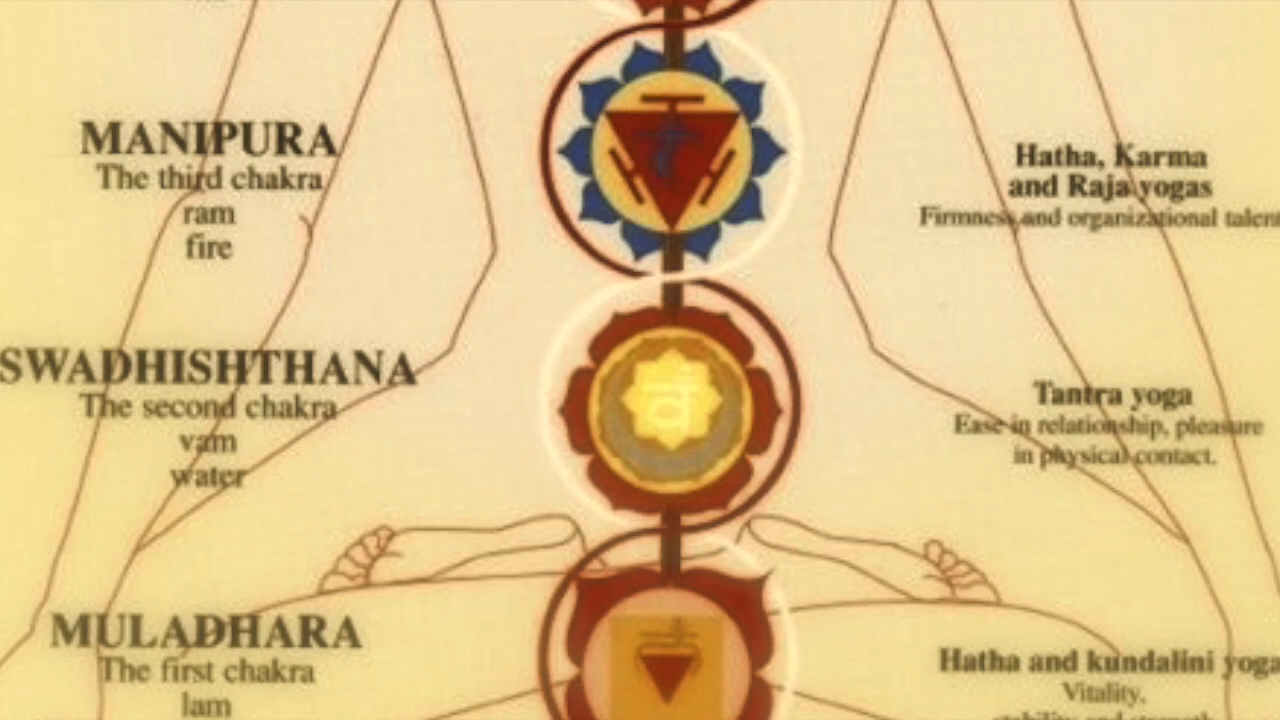 MANIPURA
The third chakra
ram
fire
Hatha, Karma
and Raja yogas
Firmness and organizational talent
SWADHISHTHANA
The second chakra
vam
water
Tantra yoga
Ease in relationship, pleasure
in physical contact.
वं
MULADHARA
The first chakra
lam
Hatha and kundalini yoga
Vitality,